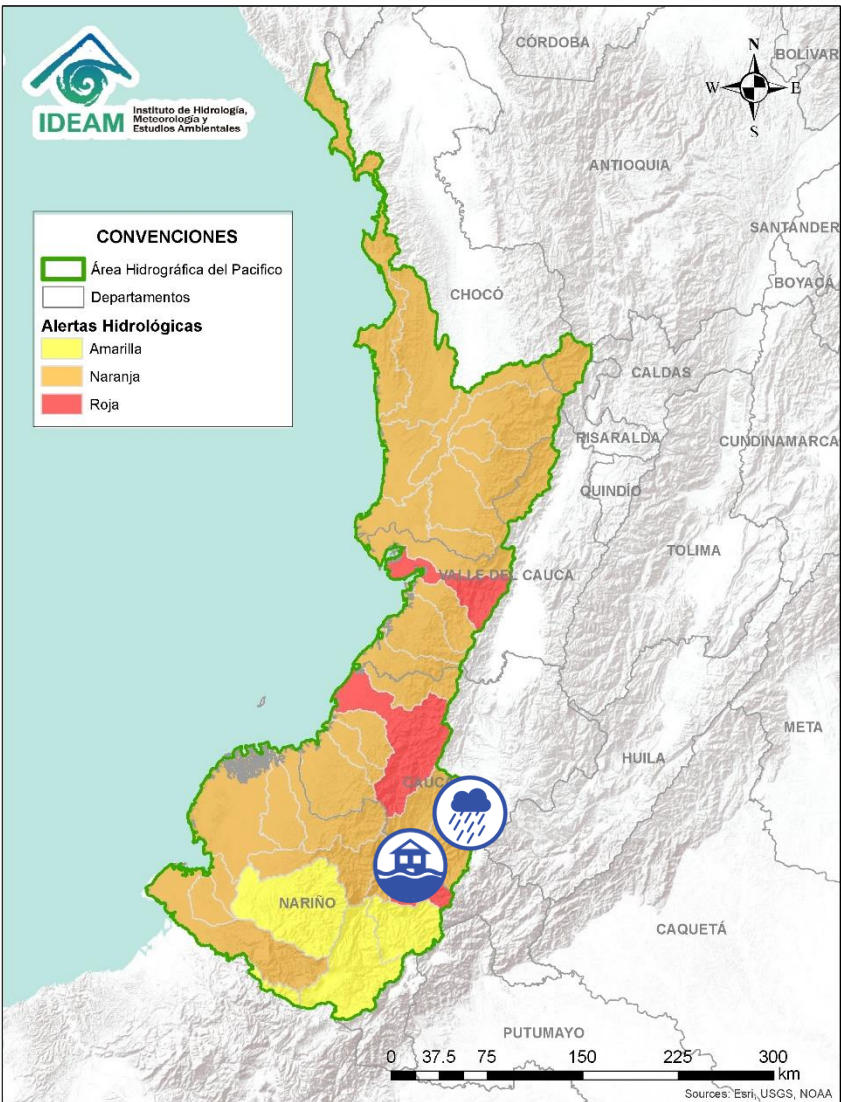 IDEAM
Instituto de Hidrología,
Meteorología y
Estudios Ambientales
N
W E
S
CÓRDOBA
BOLÍVAR
ANTIOQUIA
SANTANDER
BOYACÁ
CONVENCIONES
Área Hidrográfica del Pacifico
Departamentos
Alertas Hidrológicas
Amarilla
Naranja
Roja
CHOCÓ
CALDAS
RISARALDA
CUNDINAMARCA
QUINDÍO
TOLIMA
VALLE DEL CAUCA
META
HUILA
CAUCA
NARIÑO
CAQUETÁ
PUTUMAYO
0 37.5 75 150 225 300
km
Sources: Esri, USGS, NOAA